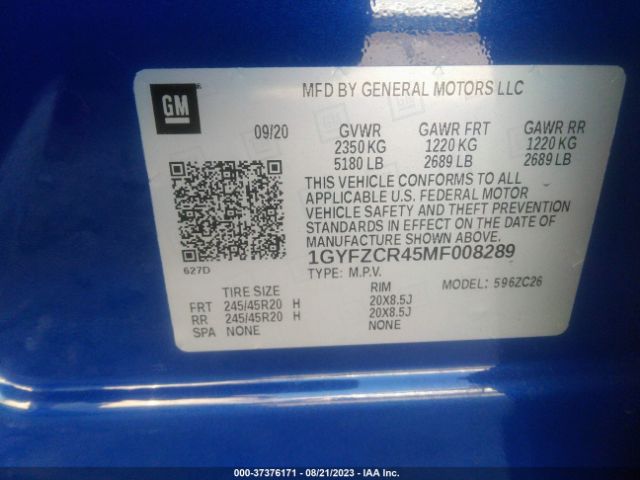 GM
MFD BY GENERAL MOTORS LLC
09/20 GVWR GAWR FRT GAWR RR
2350 KG 1220 KG 1220 KG
5180 LB 2689 LB 2689 LB
THIS VEHICLE CONFORMS TO ALL
APPLICABLE U.S. FEDERAL MOTOR
VEHICLE SAFETY AND THEFT PREVENTION
STANDARDS IN EFFECT ON THE DATE OF
MANUFACTURE SHOWN ABOVE.
1GYFZCR45MF008289
627D
TYPE: M.P.V. MODEL: 596ZC26
TIRE SIZE RIM
FRT 245/45R20 H 20X8.5J
RR 245/45R20 H 20X8.5J
SPA NONE NONE
000-37376171 - 08/21/2023 - IAA Inc.